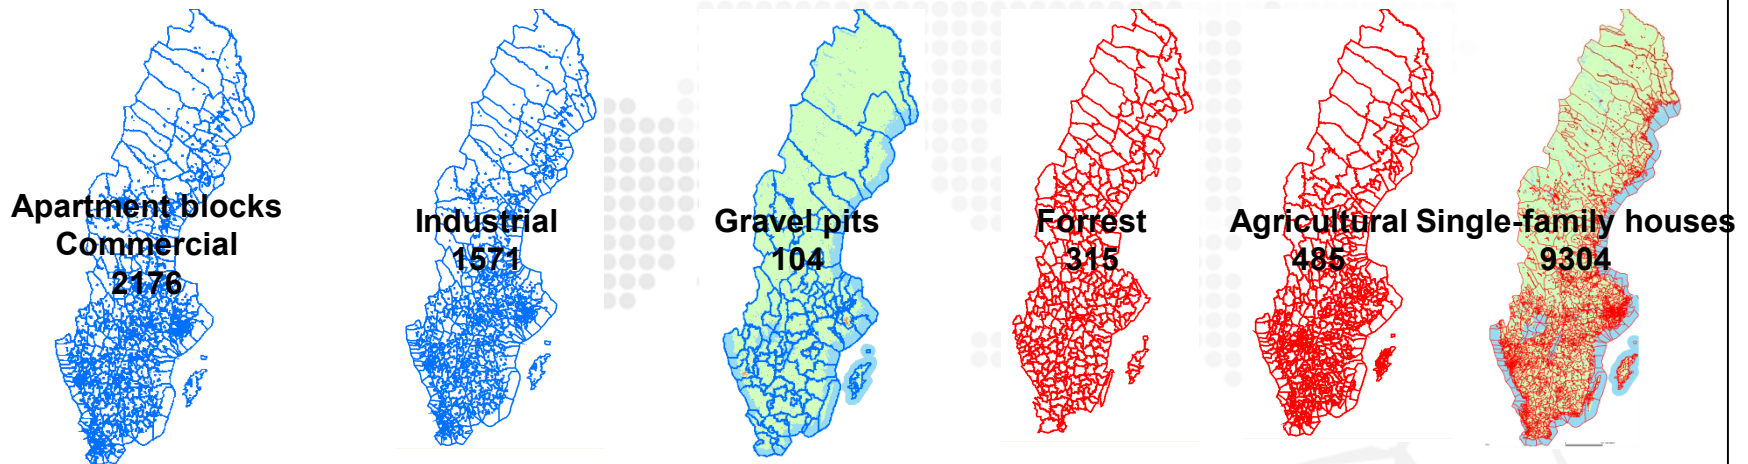 Apartment blocks
Commercial
2176
Industrial
1571
Gravel pits
104
Forrest
315
Agricultural
485
Single-family houses
9304